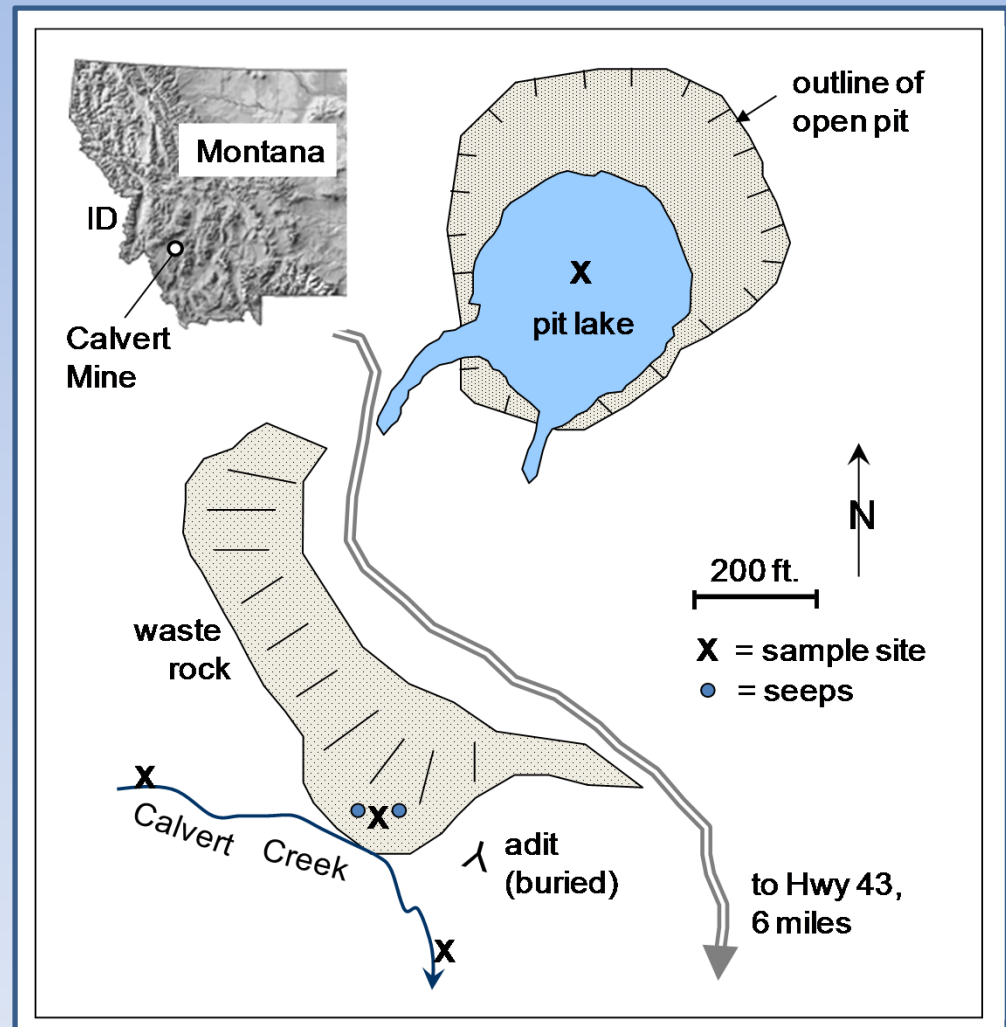 Montana
ID
Calvert
Mine
outline of
open pit
X
pit lake
N
200 ft.
X = sample site
= seeps
waste
rock
X
Calvert Creek
X
adit
(buried)
X
to Hwy 43,
6 miles